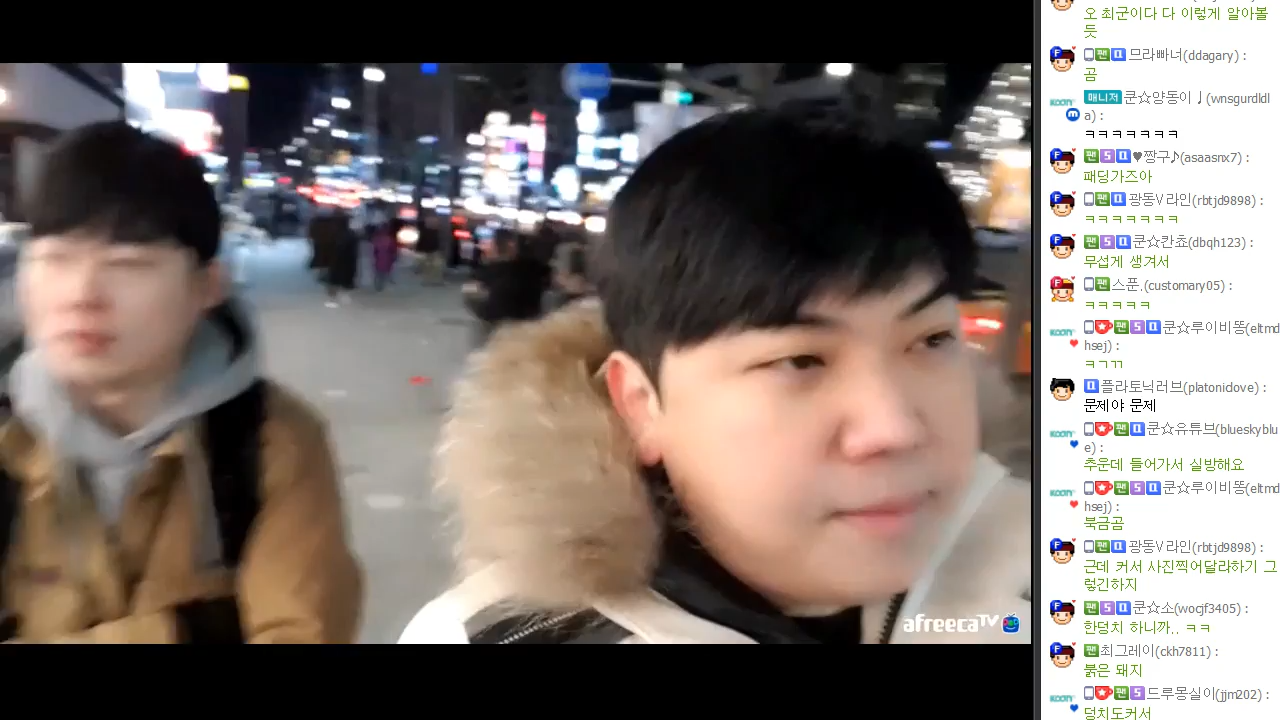 오 최군이다 다 이렇게 알아볼
듯
팬 므라빠너(ddagary) :
곰
매니저 쿤☆양동이♩(wnsgurdldl
a) :
ㅋㅋㅋㅋㅋㅋㅋ
팬 S ♥짱구♪(asaasnx7) :
패딩가즈아
팬 광동V라인(rbtjd9898) :
ㅋㅋㅋㅋㅋㅋㅋ
팬 S 쿤☆칸쵸(dbqh123) :
무섭게 생겨서
팬 스푼.(customary05) :
ㅋㅋㅋㅋㅋ
팬 S 쿤☆루이비똥(eltmd
hsej) :
ㅋㄱㄲ
플라토닉러브(platonidove) :
문제야 문제
팬 쿤☆유튜브(blueskyblu
e) :
추운데 들어가서 실방해요
팬 S 쿤☆루이비똥(eltmd
hsej) :
북금곰
팬 광동V라인(rbtjd9898) :
근데 커서 사진찍어달라하기 그
렇긴하지
팬 S 쿤☆소(wocjf3405) :
한덩치 하니까.. ㅋㅋ
팬 최그레이(ckh7811) :
붉은 돼지
팬 S 드루몽실이(jjm202) :
덩치도커서
afreecaTV